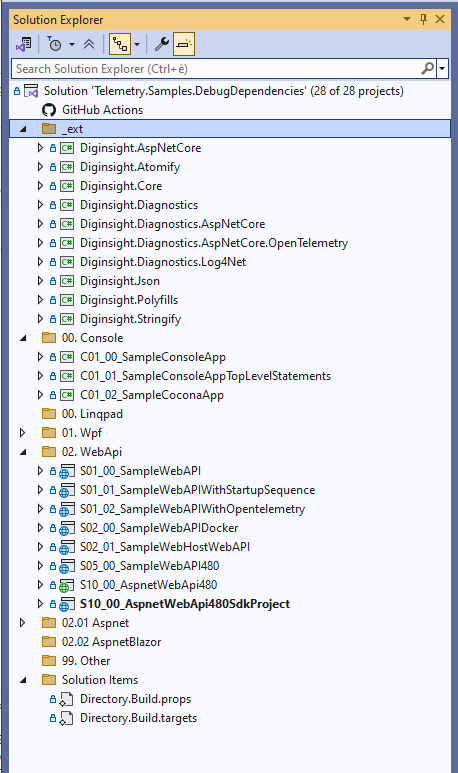 Solution Explorer
Search Solution Explorer (Ctrl+è)
Solution 'Telemetry.Samples.DebugDependencies' (28 of 28 projects)
GitHub Actions
_ext
C# Diginsight.AspNetCore
C# Diginsight.Atomify
C# Diginsight.Core
C# Diginsight.Diagnostics
C# Diginsight.Diagnostics.AspNetCore
C# Diginsight.Diagnostics.AspNetCore.OpenTelemetry
C# Diginsight.Diagnostics.Log4Net
C# Diginsight.Json
C# Diginsight.Polyfills
C# Diginsight.Stringify
00. Console
C# C01_00_SampleConsoleApp
C# C01_01_SampleConsoleAppTopLevelStatements
C# C01_02_SampleCoconaApp
00. Linqpad
01. Wpf
02. WebApi
S01_00_SampleWebAPI
S01_01_SampleWebAPIWithStartupSequence
S01_02_SampleWebAPIWithOpentelemetry
S02_00_SampleWebAPIDocker
S02_01_SampleWebHostWebAPI
S05_00_SampleWebAPI480
S10_00_AspnetWebApi480
S10_00_AspnetWebApi480SdkProject
02.01 Aspnet
02.02 AspnetBlazor
99. Other
Solution Items
Directory.Build.props
Directory.Build.targets